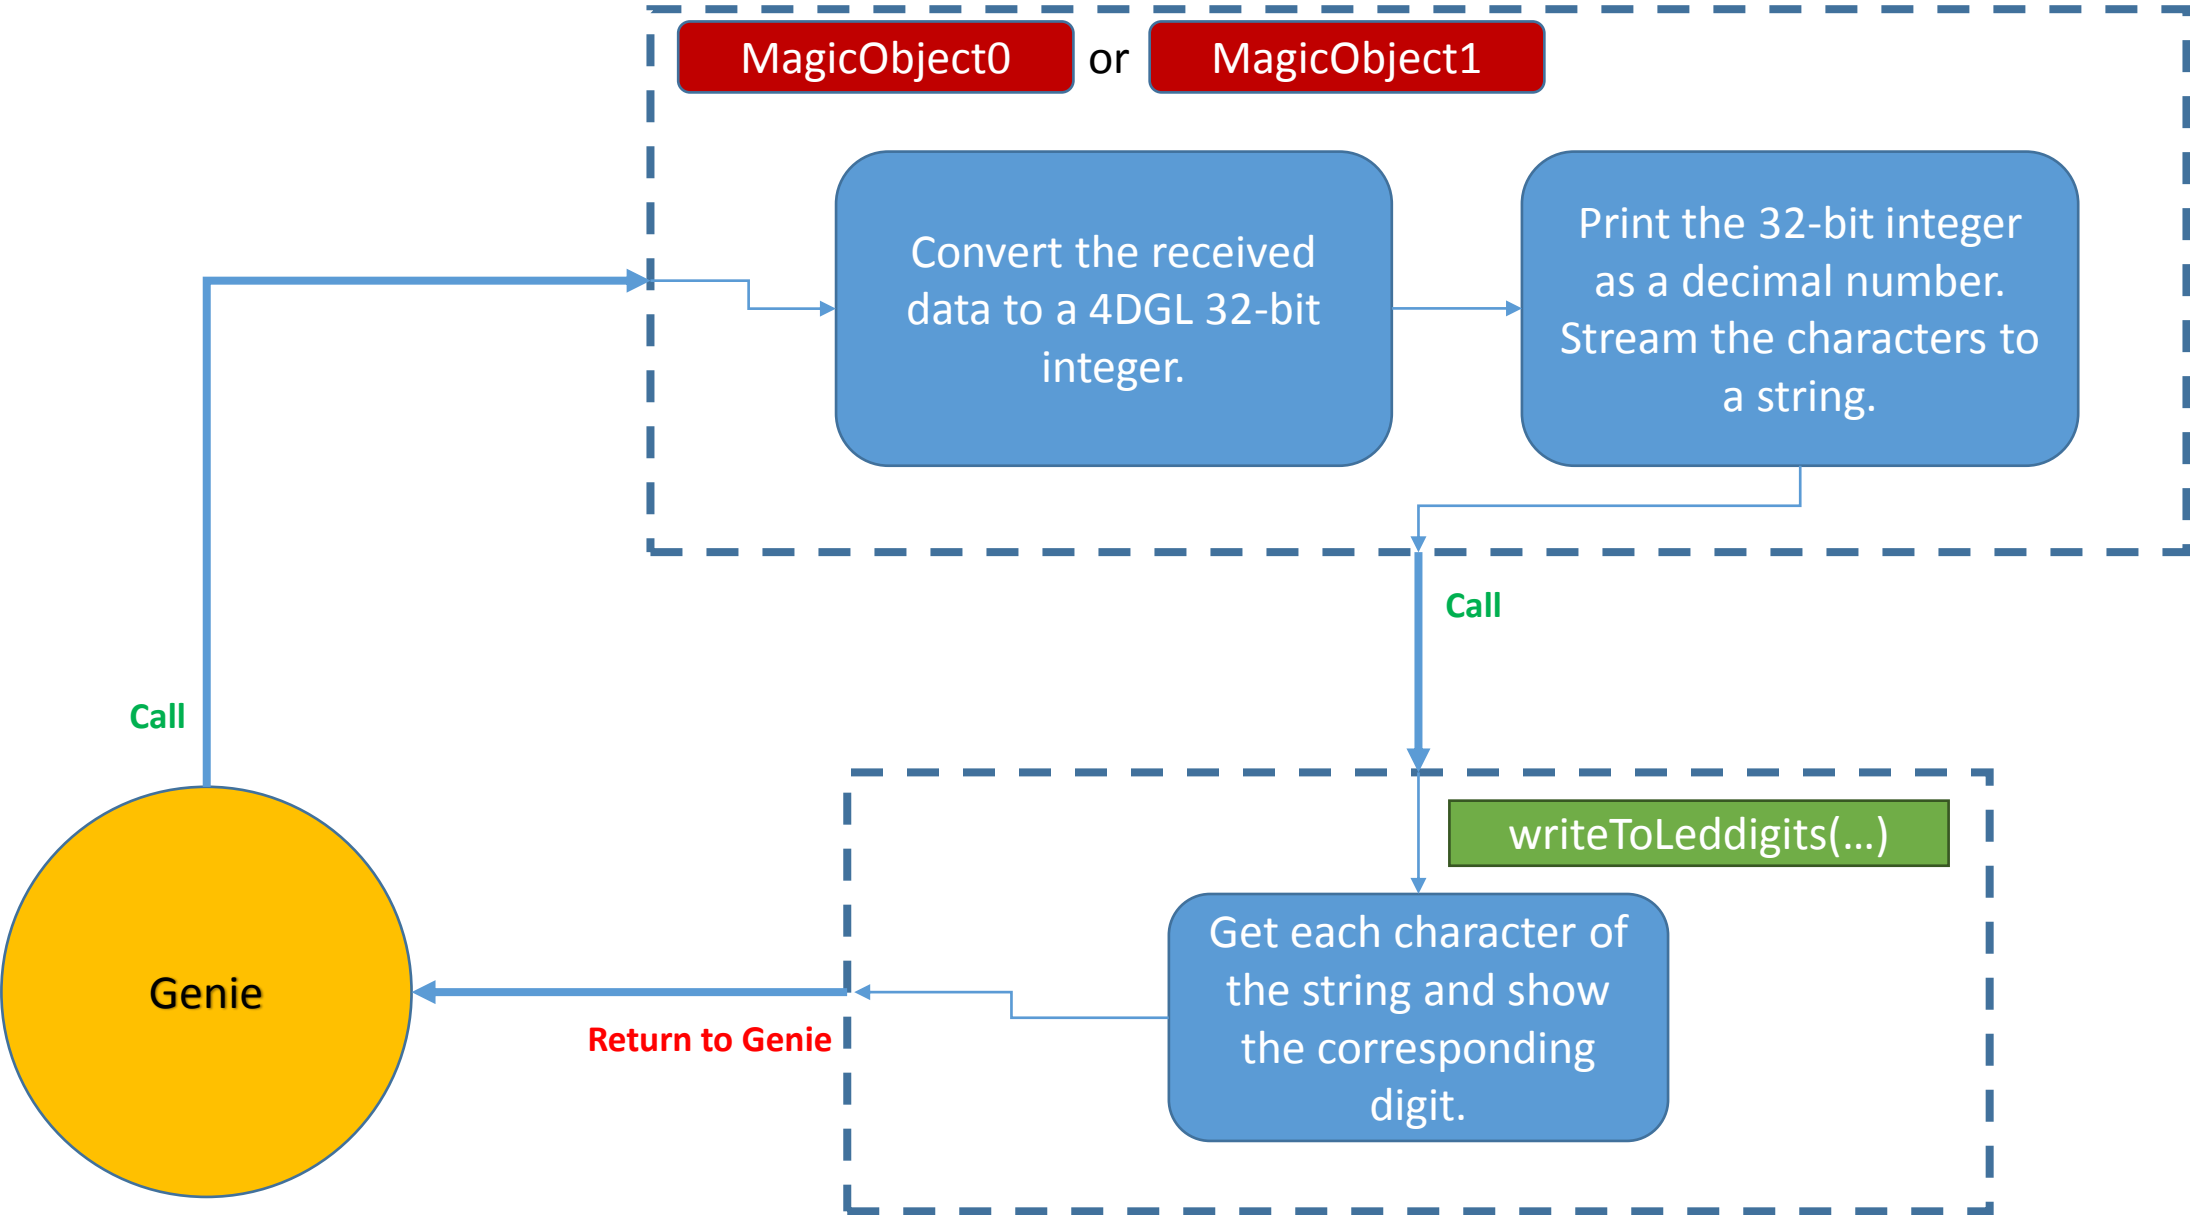 MagicObject0 or MagicObject1
Convert the received
data to a 4DGL 32-bit
integer.
Print the 32-bit integer
as a decimal number.
Stream the characters to
a string.
Call
Call
writeToLeddigits(...)
Get each character of
the string and show
the corresponding
digit.
Genie
Return to Genie